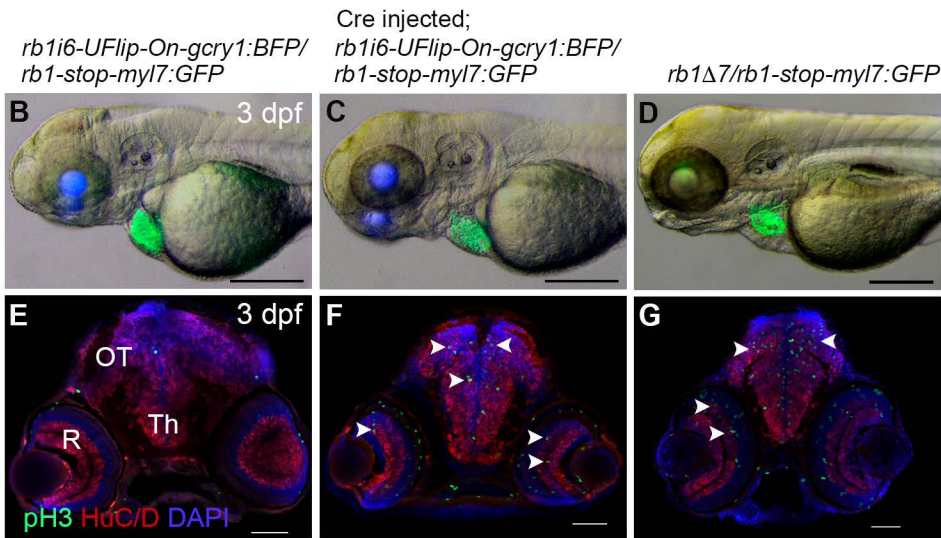 rb1i6-UFlip-On-gcry1:BFP/
rb1-stop-myl7:GFP
Cre injected;
rb1i6-UFlip-On-gcry1:BFP/
rb1-stop-myl7:GFP
rb1Δ7/rb1-stop-myl7:GFP
B 3 dpf
C
D
E 3 dpf
OT
Th
R
pH3 HuC/D DAPI
F
G